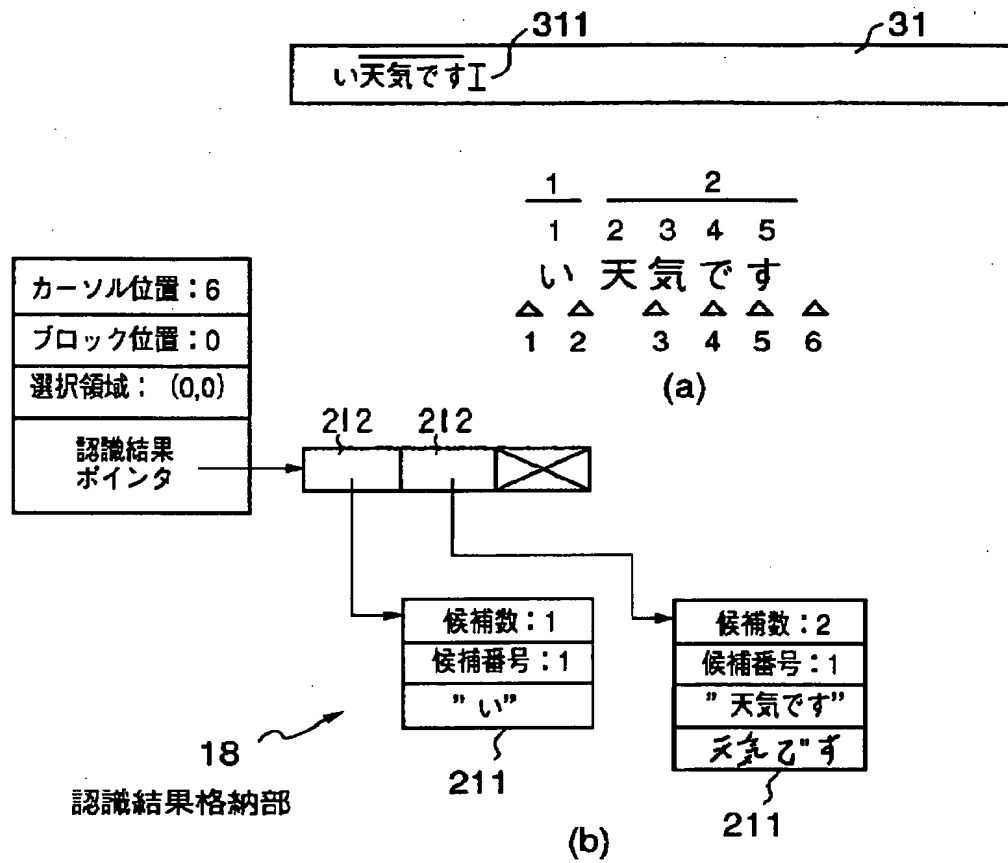 311
31
い天気です
1 2
1 2 3 4 5
い 天気です
1 2 3 4 5 6
(a)
カーソル位置：6
ブロック位置：0
選択領域： (0,0)
認識結果
ポインタ
212 212
候補数：1
候補番号：1
" い"
211
候補数：2
候補番号：1
" 天気です"
天気で"す
211
18
認識結果格納部
(b)